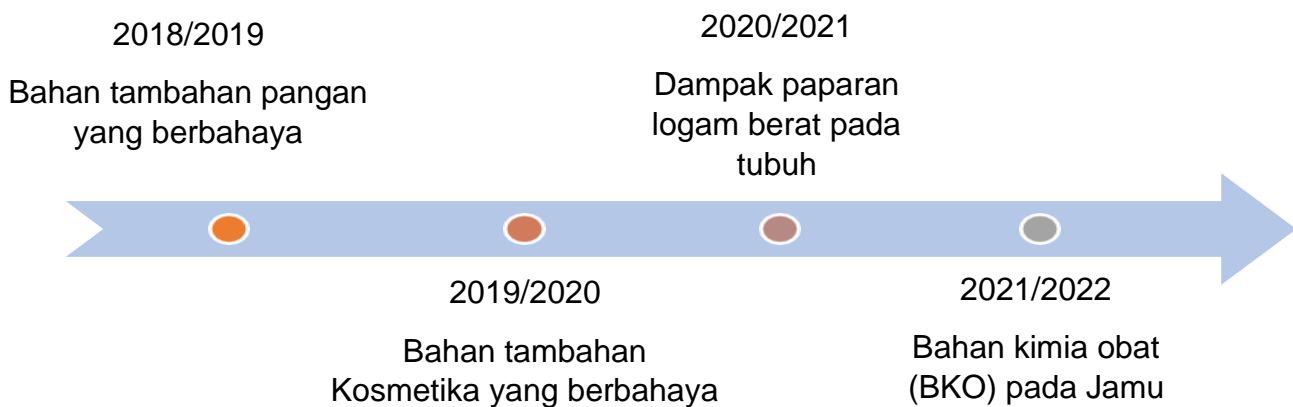 2018/2019
Bahan tambahan pangan
yang berbahaya
2019/2020
Bahan tambahan
Kosmetika yang berbahaya
2020/2021
Dampak paparan
logam berat pada
tubuh
2021/2022
Bahan kimia obat
(BKO) pada Jamu